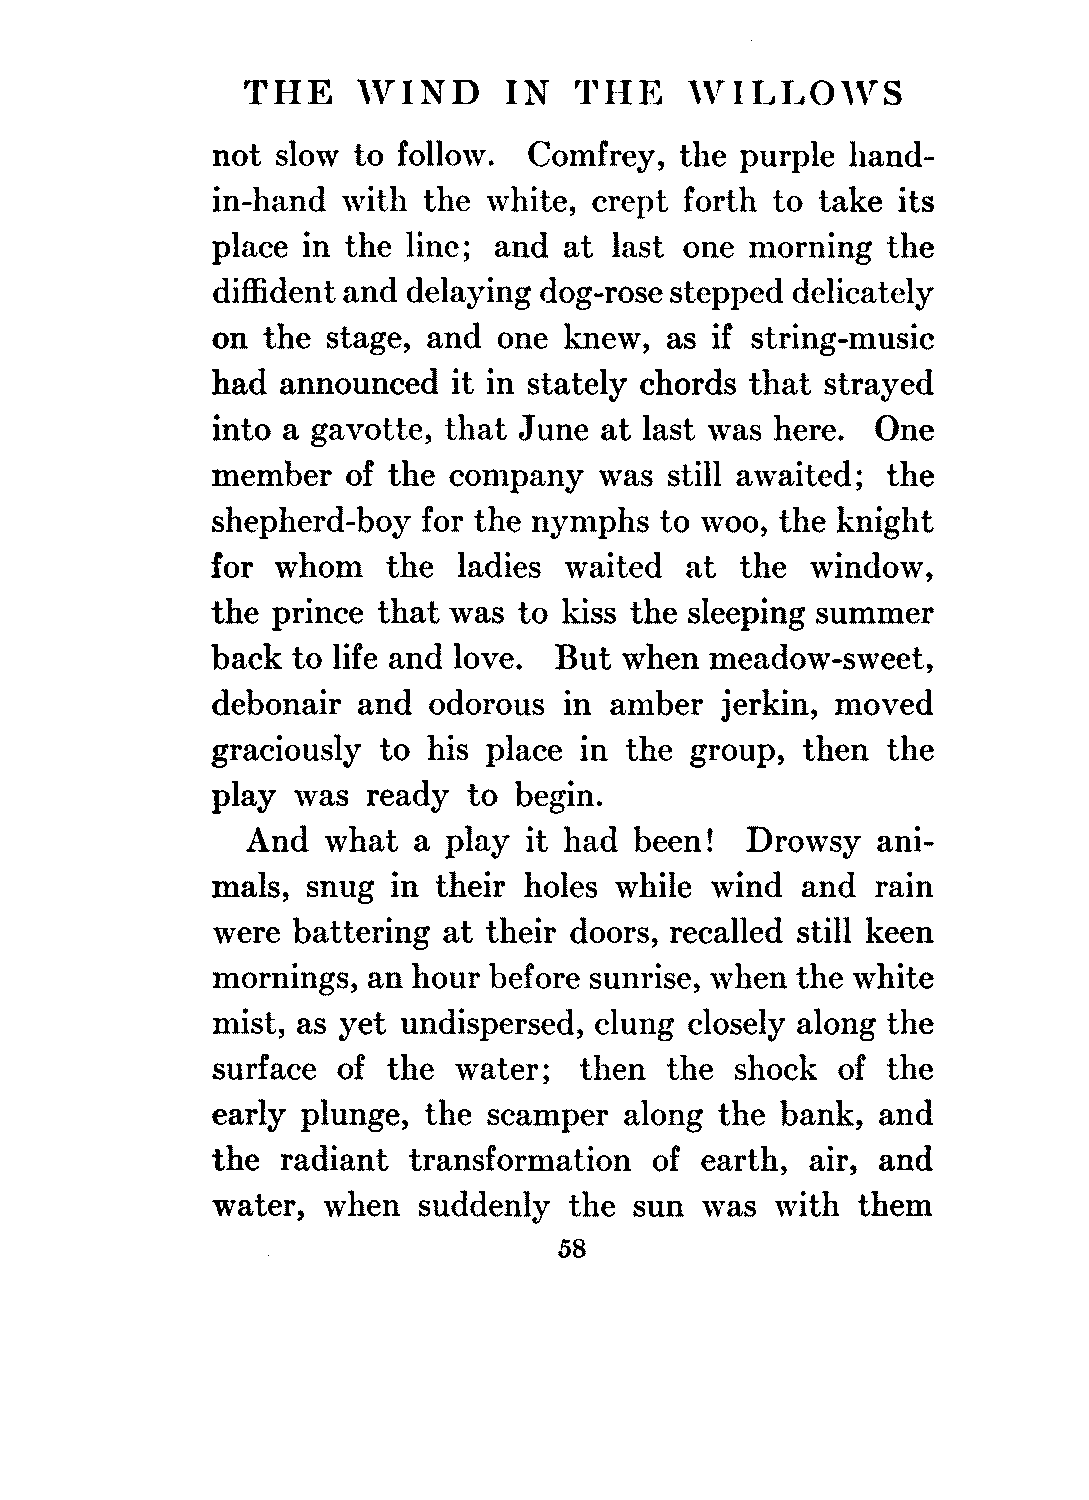 THE WIND IN THE WILLOWS
not slow to follow. Comfrey, the purple hand-
in-hand with the white, crept forth to take its
place in the line; and at last one morning the
diffident and delaying dog-rose stepped delicately
on the stage, and one knew, as if string-music
had announced it in stately chords that strayed
into a gavotte, that June at last was here. One
member of the company was still awaited; the
shepherd-boy for the nymphs to woo, the knight
for whom the ladies waited at the window,
the prince that was to kiss the sleeping summer
back to life and love. But when meadow-sweet,
debonair and odorous in amber jerkin, moved
graciously to his place in the group, then the
play was ready to begin.
And what a play it had been! Drowsy ani-
mals, snug in their holes while wind and rain
were battering at their doors, recalled still keen
mornings, an hour before sunrise, when the white
mist, as yet undispersed, clung closely along the
surface of the water; then the shock of the
early plunge, the scamper along the bank, and
the radiant transformation of earth, air, and
water, when suddenly the sun was with them
58